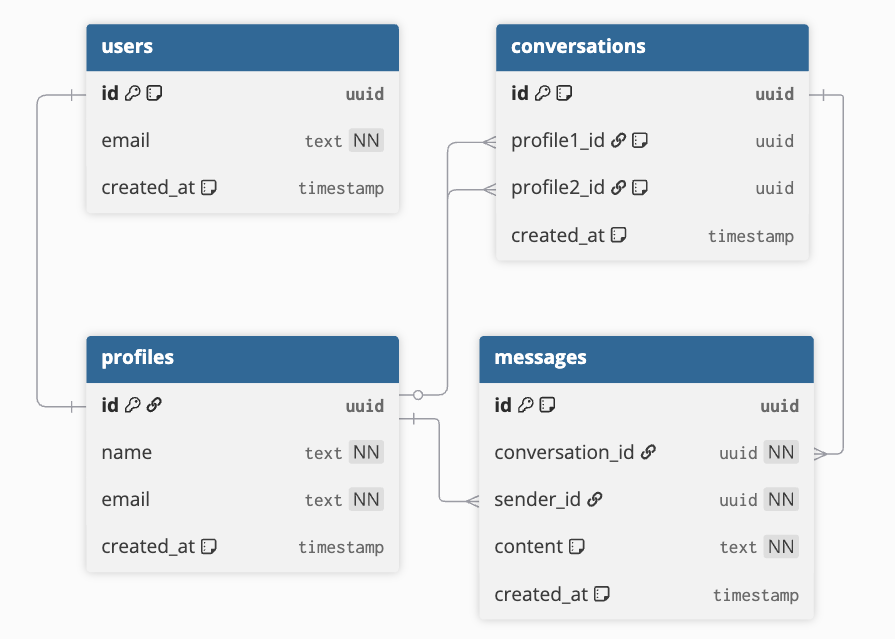 users
id uuid
email text NN
created_at timestamp
conversations
id uuid
profile1_id uuid
profile2_id uuid
created_at timestamp
profiles
id uuid
name text NN
email text NN
created_at timestamp
messages
id uuid
conversation_id uuid NN
sender_id uuid NN
content text NN
created_at timestamp